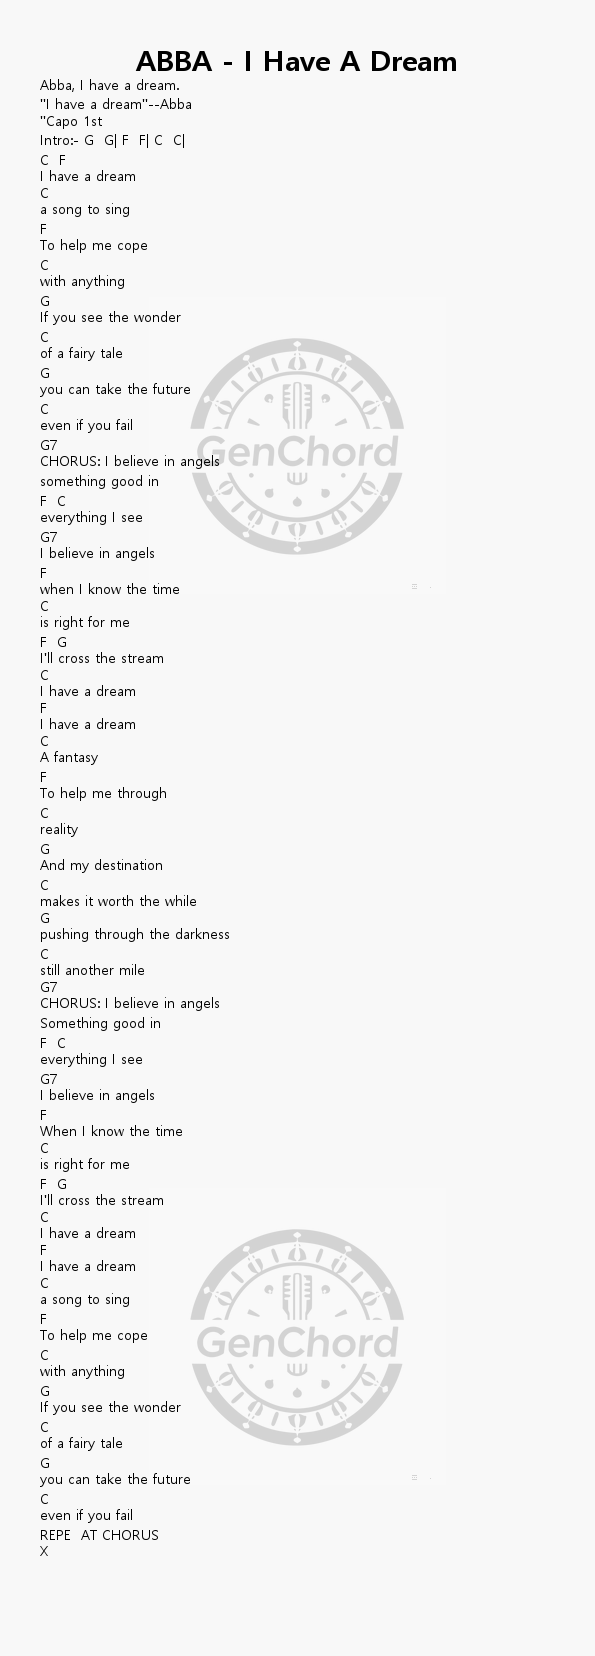 ABBA - I Have A Dream
Abba, I have a dream.
"I have a dream"--Abba
"Capo 1st
Intro:- G  G| F  F| C  C|
C  F
I have a dream
C
a song to sing
F
To help me cope
C
with anything
G
If you see the wonder
C
of a fairy tale
G
you can take the future
C
even if you fail
G7
CHORUS: I believe in angels
something good in
F  C
everything I see
G7
I believe in angels
F
when I know the time
C
is right for me
F  G
I'll cross the stream
C
I have a dream
F
I have a dream
C
A fantasy
F
To help me through
C
reality
G
And my destination
C
makes it worth the while
G
pushing through the darkness
C
still another mile
G7
CHORUS: I believe in angels
Something good in
F  C
everything I see
G7
I believe in angels
F
When I know the time
C
is right for me
F  G
I'll cross the stream
C
I have a dream
F
I have a dream
C
a song to sing
F
To help me cope
C
with anything
G
If you see the wonder
C
of a fairy tale
G
you can take the future
C
even if you fail
REPE  AT CHORUS
X
GenChord
GenChord